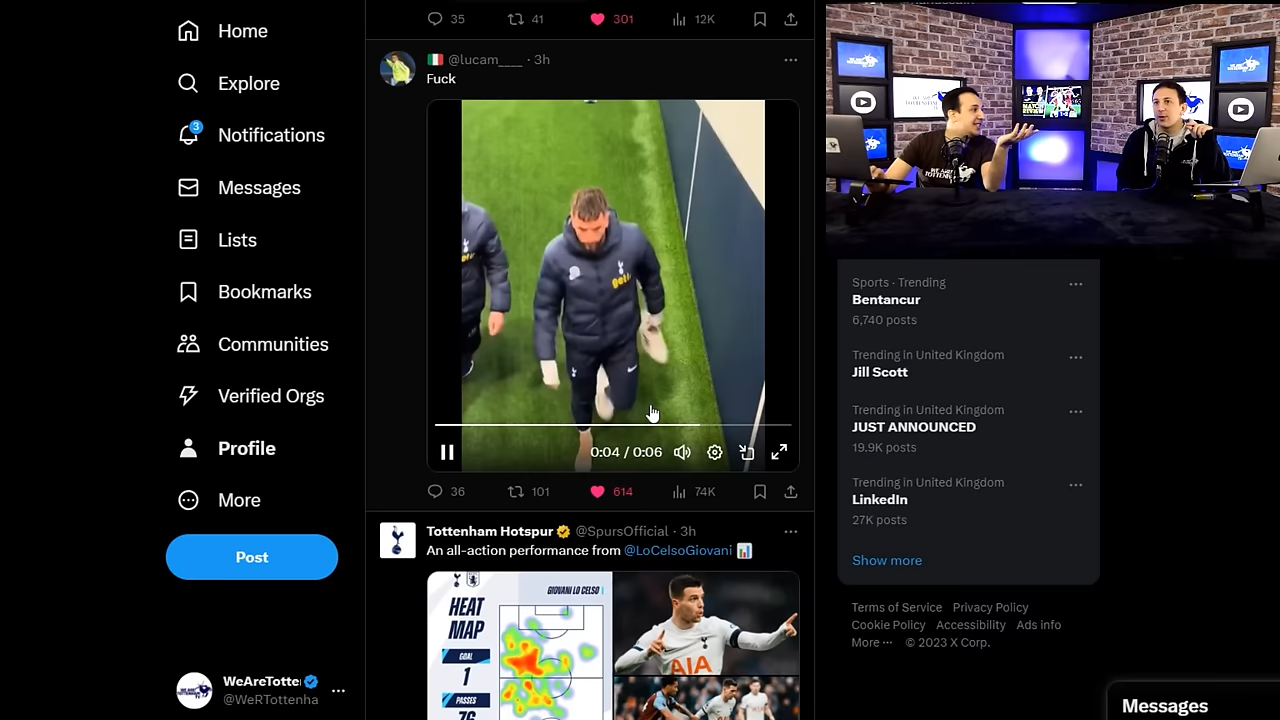 Home
Explore
3
Notifications
Messages
Lists
Bookmarks
Communities
Verified Orgs
Profile
More
Post
WeAreTotte
@WeRTottenha
35
41
301
12K
@lucam____ · 3h
Fuck
0:04 / 0:06
36
101
614
74K
Tottenham Hotspur @SpursOfficial · 3h
An all-action performance from @LoCelsoGiovani
GIOVANI LO CELSO
HEAT
MAP
GOAL
1
PASSES
76
AIA
Sports · Trending
Bentancur
6,740 posts
Trending in United Kingdom
Jill Scott
Trending in United Kingdom
JUST ANNOUNCED
19.9K posts
Trending in United Kingdom
LinkedIn
27K posts
Show more
Terms of Service Privacy Policy
Cookie Policy Accessibility Ads info
More ··· © 2023 X Corp.
Messages